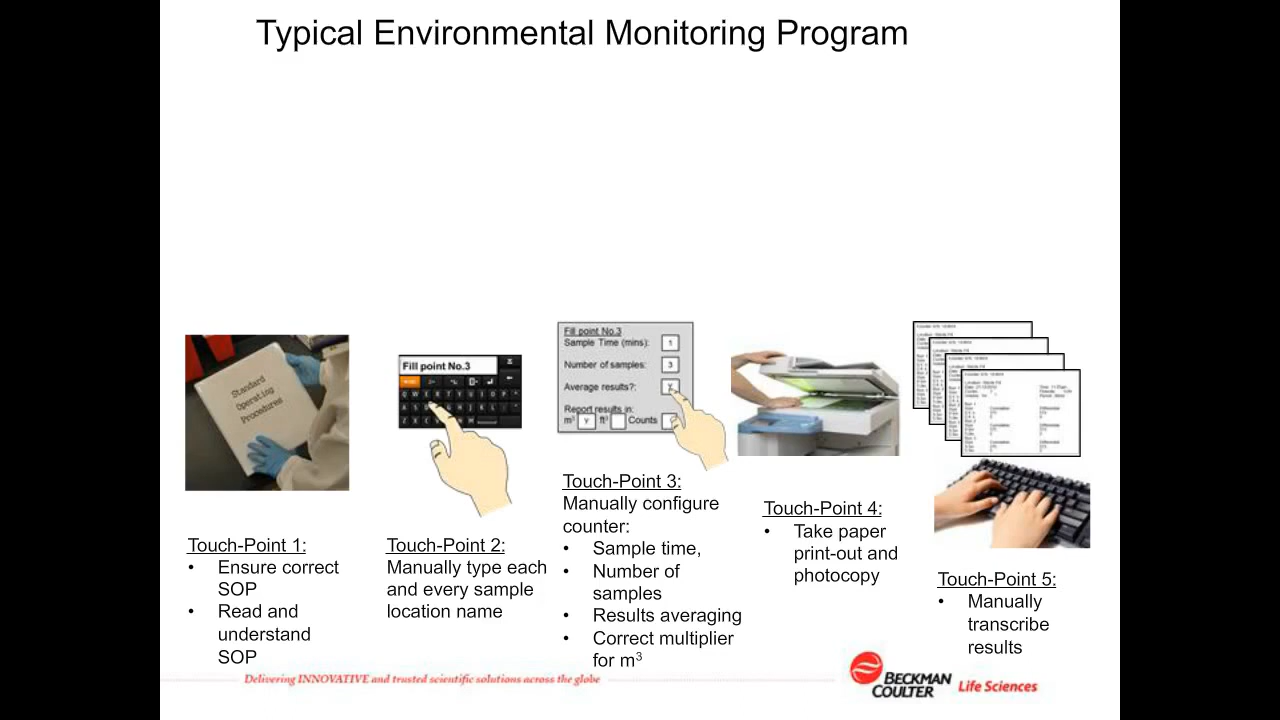 Typical Environmental Monitoring Program
Standard
Operating
Procedures
Fill point No.3
Fill point No.3
Sample Time (mins): 1
Number of samples: 3
Average results?: Y
Report results in:
m³ Y ft³ Counts
Touch-Point 1:
• Ensure correct
SOP
• Read and
understand
SOP
Touch-Point 2:
Manually type each
and every sample
location name
Touch-Point 3:
Manually configure
counter:
• Sample time,
• Number of
samples
• Results averaging
• Correct multiplier
for m³
Touch-Point 4:
• Take paper
print-out and
photocopy
Touch-Point 5:
• Manually
transcribe
results
Delivering INNOVATIVE and trusted scientific solutions across the globe
BECKMAN
COULTER Life Sciences